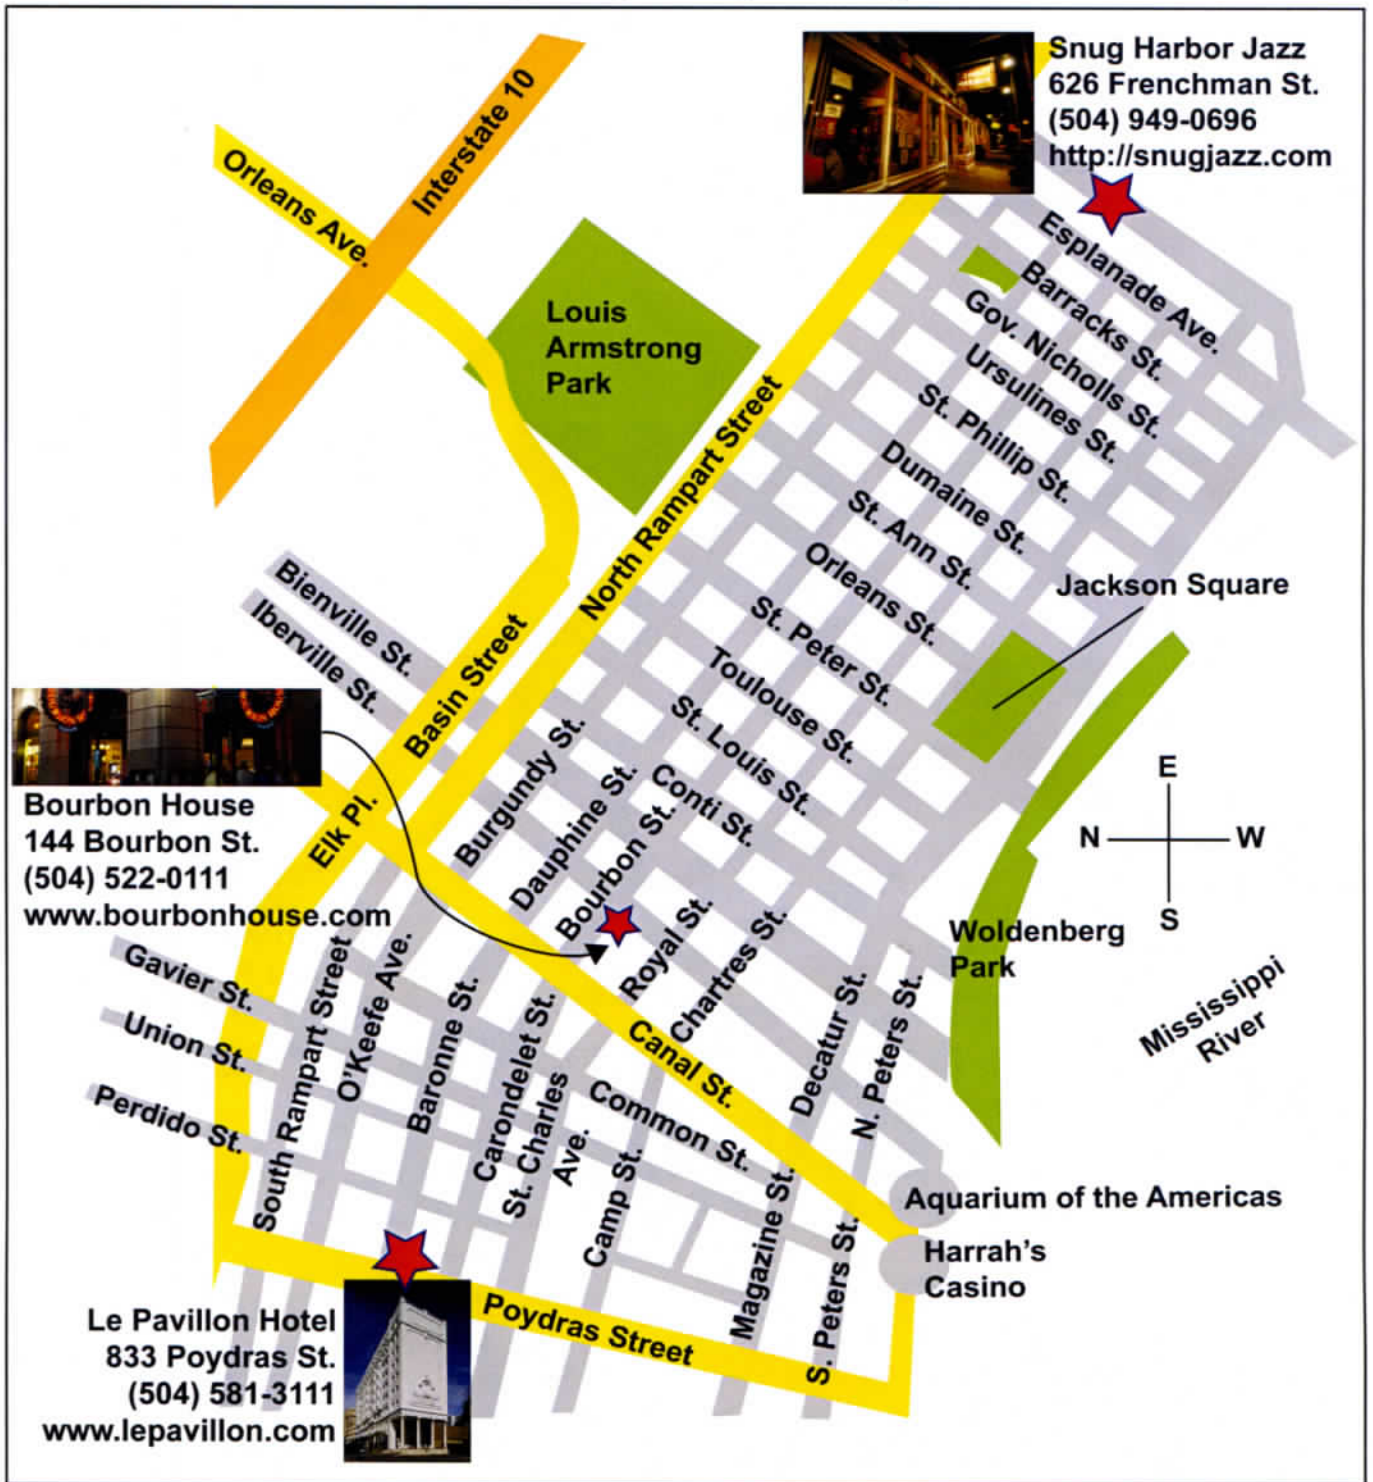 Snug Harbor Jazz
626 Frenchman St.
(504) 949-0696
http://snugjazz.com
Interstate 10
Orleans Ave.
Louis
Armstrong
Park
Esplanade Ave.
Barracks St.
Gov. Nicholls St.
Ursulines St.
St. Phillip St.
Dumaine St.
St. Ann St.
Orleans St.
St. Peter St.
Toulouse St.
St. Louis St.
Conti St.
North Rampart Street
Jackson Square
Bienville St.
Iberville St.
Basin Street
Elk Pl.
Burgundy St.
Dauphine St.
Bourbon St.
Royal St.
Chartres St.
Decatur St.
N. Peters St.
E
N
W
S
Woldenberg
Park
Mississippi
River
Bourbon House
144 Bourbon St.
(504) 522-0111
www.bourbonhouse.com
Gavier St.
Union St.
Perdido St.
South Rampart Street
O'Keefe Ave.
Baronne St.
Carondelet St.
St. Charles
Ave.
Camp St.
Common St.
Canal St.
Magazine St.
S. Peters St.
Aquarium of the Americas
Harrah's
Casino
Poydras Street
Le Pavillon Hotel
833 Poydras St.
(504) 581-3111
www.lepavillon.com